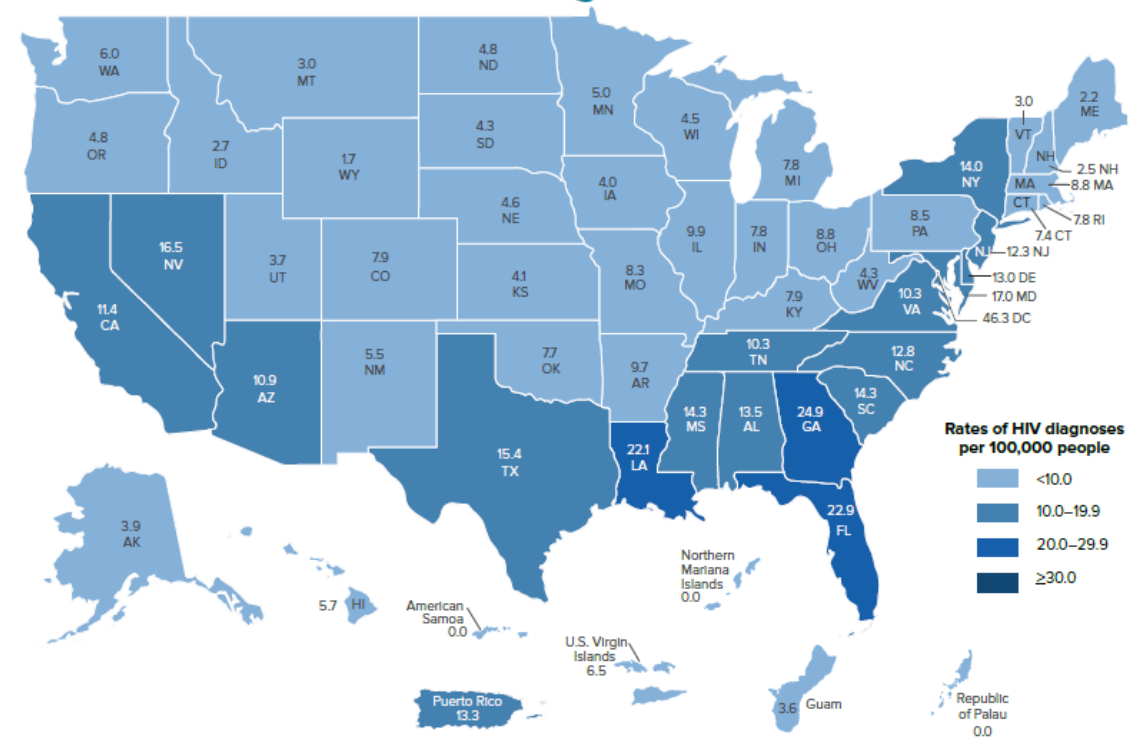 6.0
WA
3.0
MT
4.8
ND
5.0
MN
4.5
WI
7.8
MI
3.0
VT
2.2
ME
NH
2.5 NH
MA
8.8 MA
CT
7.8 RI
7.4 CT
14.0
NY
4.8
OR
2.7
ID
1.7
WY
4.3
SD
4.0
IA
4.6
NE
9.9
IL
7.8
IN
8.8
OH
8.5
PA
NJ
12.3 NJ
13.0 DE
17.0 MD
46.3 DC
16.5
NV
3.7
UT
7.9
CO
4.1
KS
8.3
MO
7.9
KY
4.3
WV
10.3
VA
11.4
CA
10.9
AZ
5.5
NM
7.7
OK
9.7
AR
10.3
TN
12.8
NC
14.3
SC
15.4
TX
22.1
LA
14.3
MS
13.5
AL
24.9
GA
22.9
FL
Rates of HIV diagnoses
per 100,000 people
<10.0
10.0–19.9
20.0–29.9
≥30.0
3.9
AK
5.7
HI
American
Samoa
0.0
Northern
Mariana
Islands
0.0
U.S. Virgin
Islands
6.5
Puerto Rico
13.3
3.6
Guam
Republic
of Palau
0.0